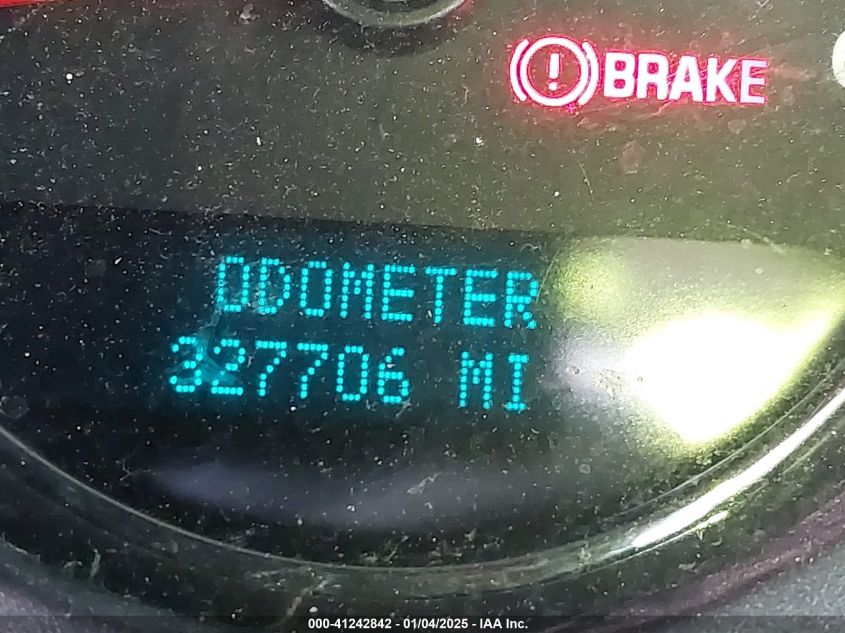 BRAKE
ODOMETER
327706 MI
000-41242842 - 01/04/2025 - IAA Inc.